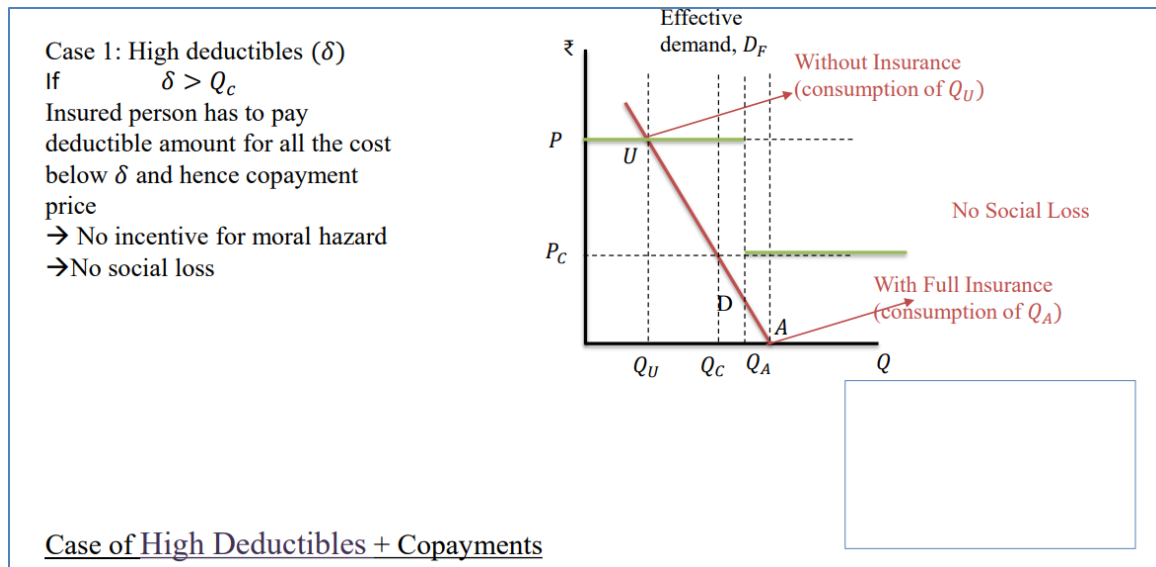 Case 1: High deductibles (δ)
If δ > Q_c
Insured person has to pay
deductible amount for all the cost
below δ and hence copayment
price
→ No incentive for moral hazard
→No social loss
Effective
demand, D_F
₹
Without Insurance
(consumption of Q_U)
P
U
No Social Loss
P_C
With Full Insurance
(consumption of Q_A)
D
A
Q_U Q_C Q_A Q
Case of High Deductibles + Copayments